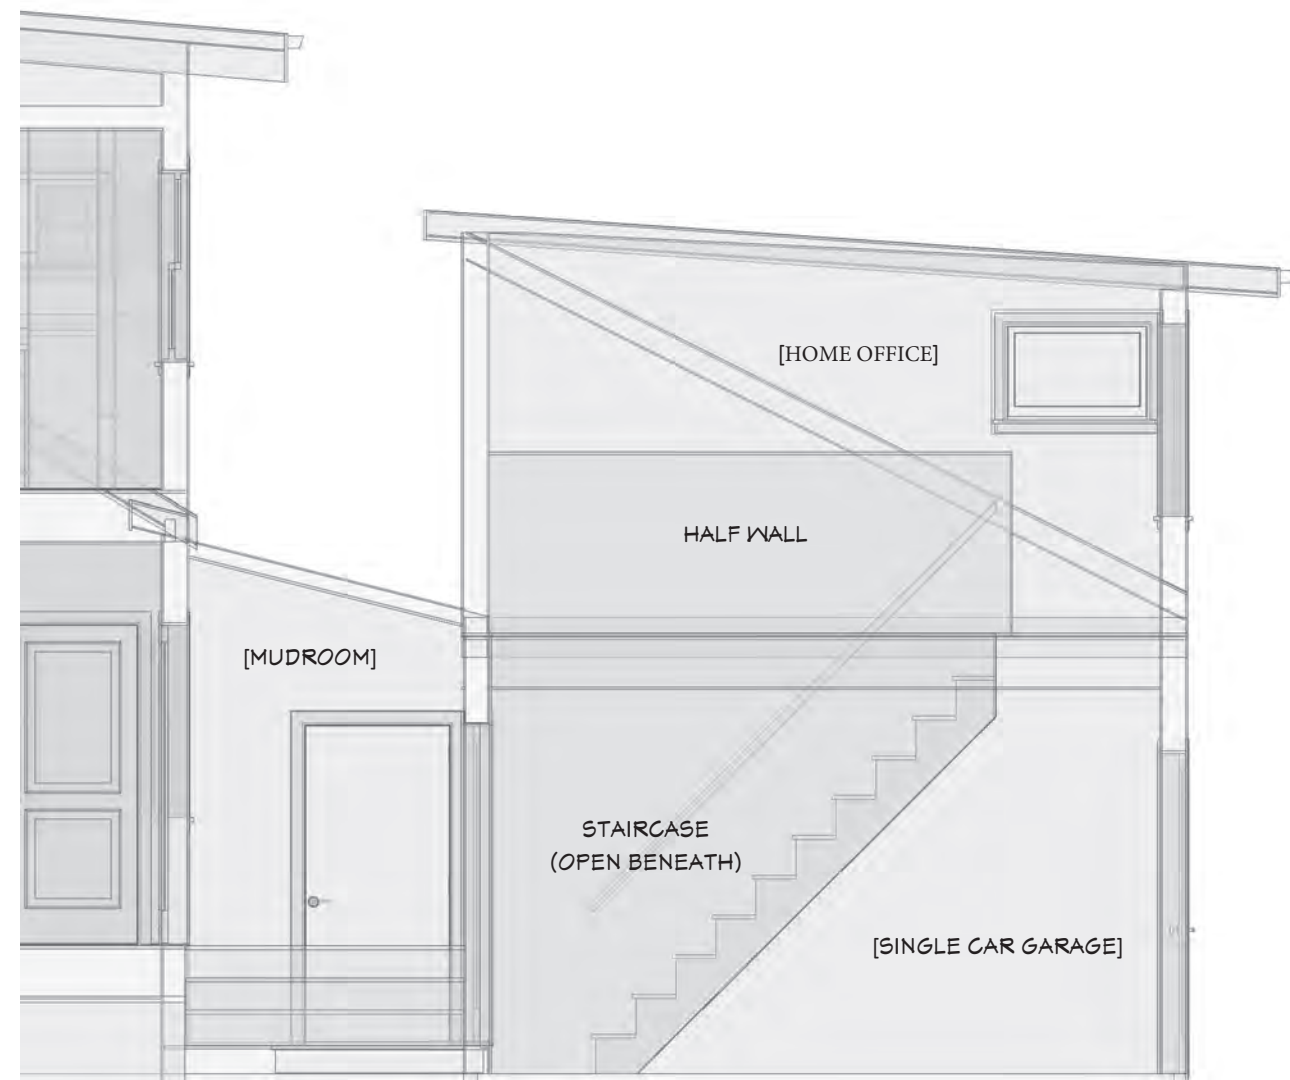 [HOME OFFICE]
HALF WALL
[MUDROOM]
STAIRCASE
(OPEN BENEATH)
[SINGLE CAR GARAGE]